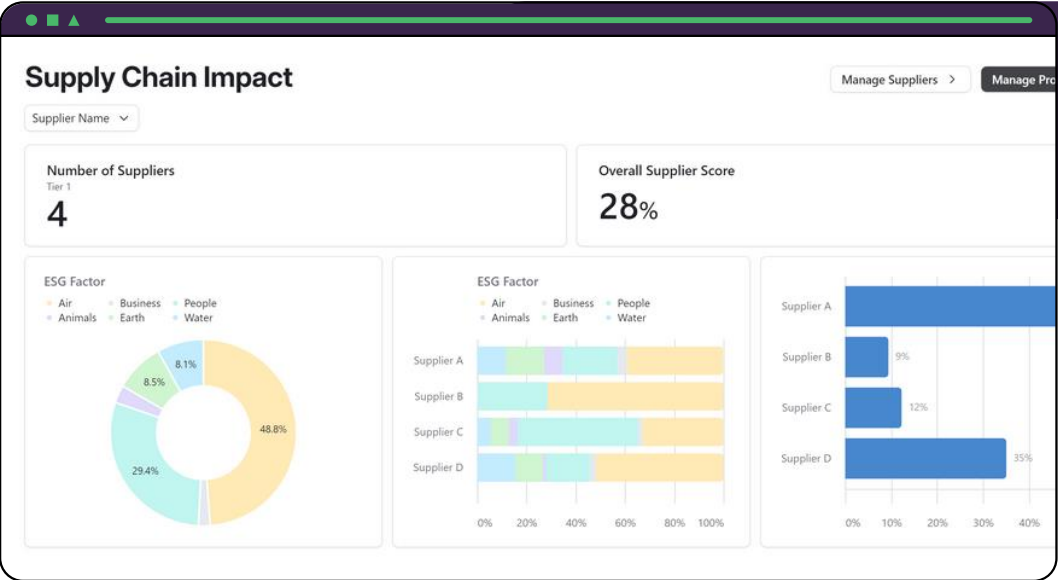 Supply Chain Impact
Manage Suppliers
Manage Pro
Supplier Name
Number of Suppliers
Tier 1
4
Overall Supplier Score
28%
ESG Factor
Air Business People
Animals Earth Water
8.1%
8.5%
48.8%
29.4%
ESG Factor
Air Business People
Animals Earth Water
Supplier A
Supplier B
Supplier C
Supplier D
0% 20% 40% 60% 80% 100%
Supplier A
Supplier B 9%
Supplier C 12%
Supplier D 35%
0% 10% 20% 30% 40%